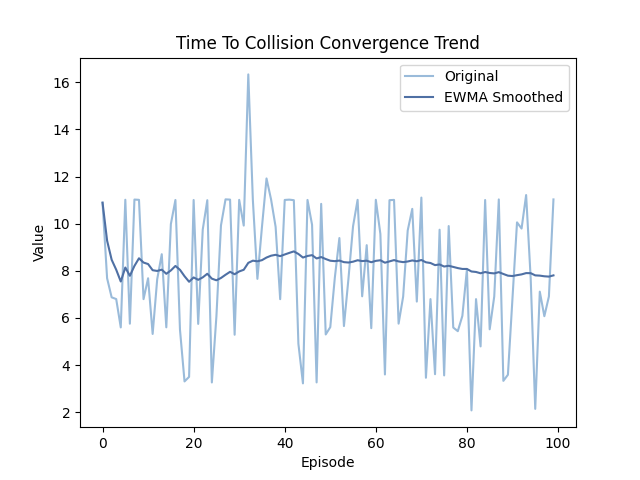 Time To Collision Convergence Trend
Original
EWMA Smoothed
Value
16
14
12
10
8
6
4
2
0 20 40 60 80 100
Episode